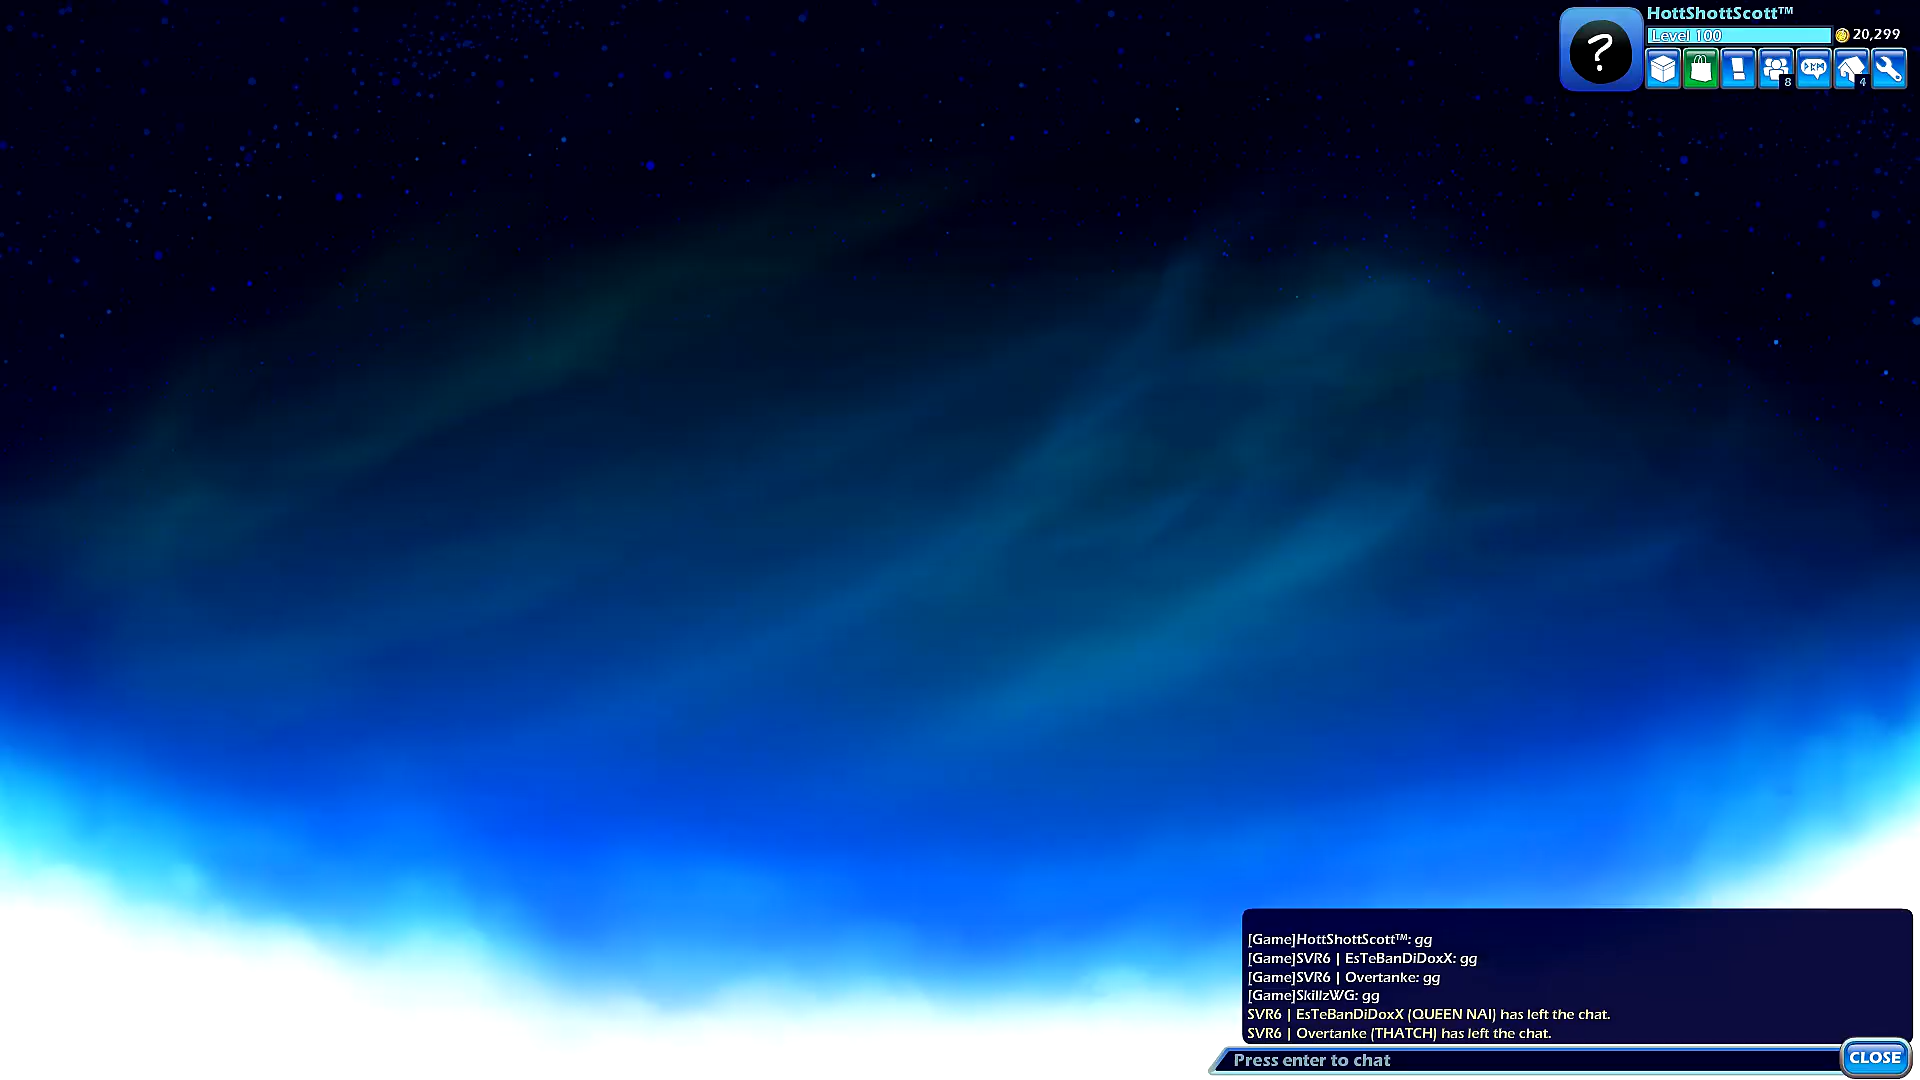 HottShottScott™
Level 100
20,299
?
8
4
[Game]HottShottScott™: gg
[Game]SVR6 | EsTeBanDiDoxX: gg
[Game]SVR6 | Overtanke: gg
[Game]SkillzWG: gg
SVR6 | EsTeBanDiDoxX (QUEEN NAI) has left the chat.
SVR6 | Overtanke (THATCH) has left the chat.
Press enter to chat
CLOSE